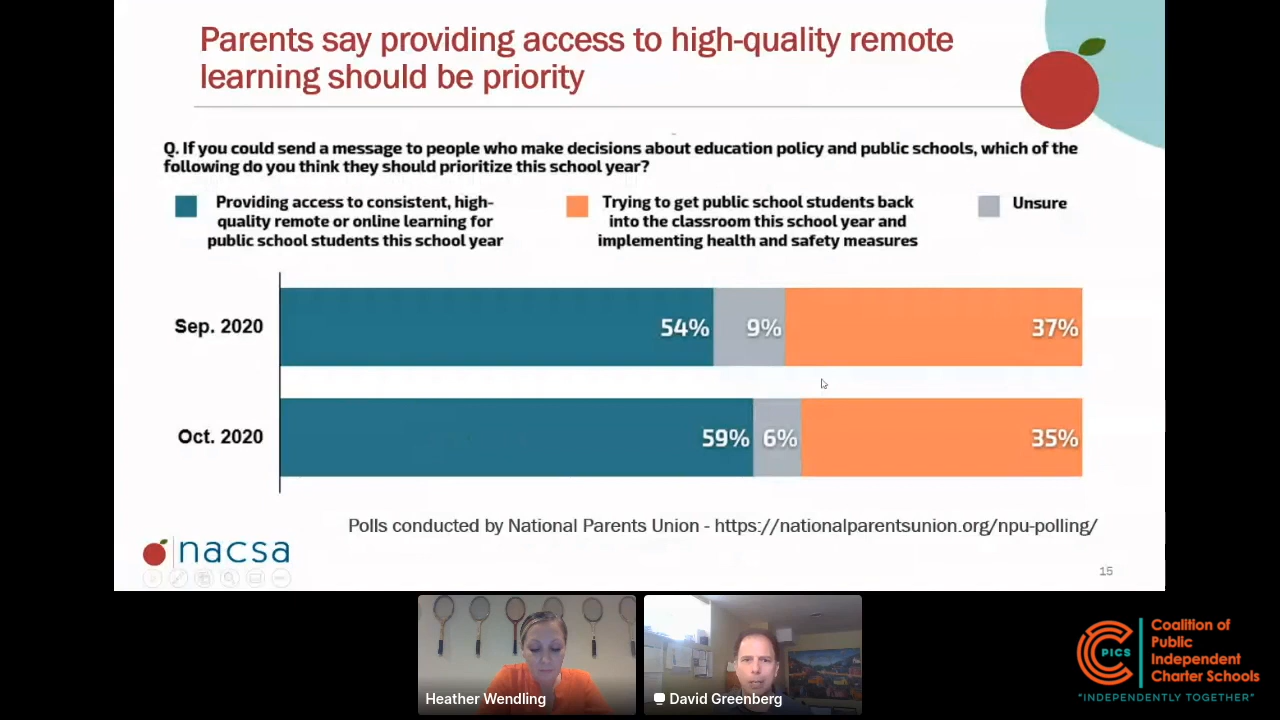 Parents say providing access to high-quality remote
learning should be priority
Q. If you could send a message to people who make decisions about education policy and public schools, which of the
following do you think they should prioritize this school year?
Providing access to consistent, high-
quality remote or online learning for
public school students this school year
Trying to get public school students back
into the classroom this school year and
implementing health and safety measures
Unsure
Sep. 2020
54%
9%
37%
Oct. 2020
59%
6%
35%
Polls conducted by National Parents Union - https://nationalparentsunion.org/npu-polling/
nacsa
15
Heather Wendling
David Greenberg
PICS
Coalition of
Public
Independent
Charter Schools
"INDEPENDENTLY TOGETHER"